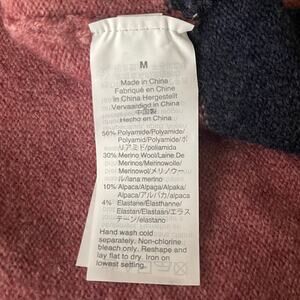 M
Made in China
Fabriqué en Chine
in China Hergestellt
Vervaardigd in China
中国製
Hecho en China
56% Polyamide/Polyamide/
Polyamid/Polyamide/ポ
リアミド/poliamida
30% Merino Wool/Laine De
Merinos/Merinowolle/
Merinowol/メリノウー
ル/lana merino
10% Alpaca/Alpaga/Alpaka/
Alpaca/アルパカ/alpaca
4% Elastane/Élasthanne/
Elastan/Elastaan/エラス
テーン/elastano
Hand wash cold
separately. Non-chlorine
bleach only. Reshape and
lay flat to dry. Iron on
lowest setting.